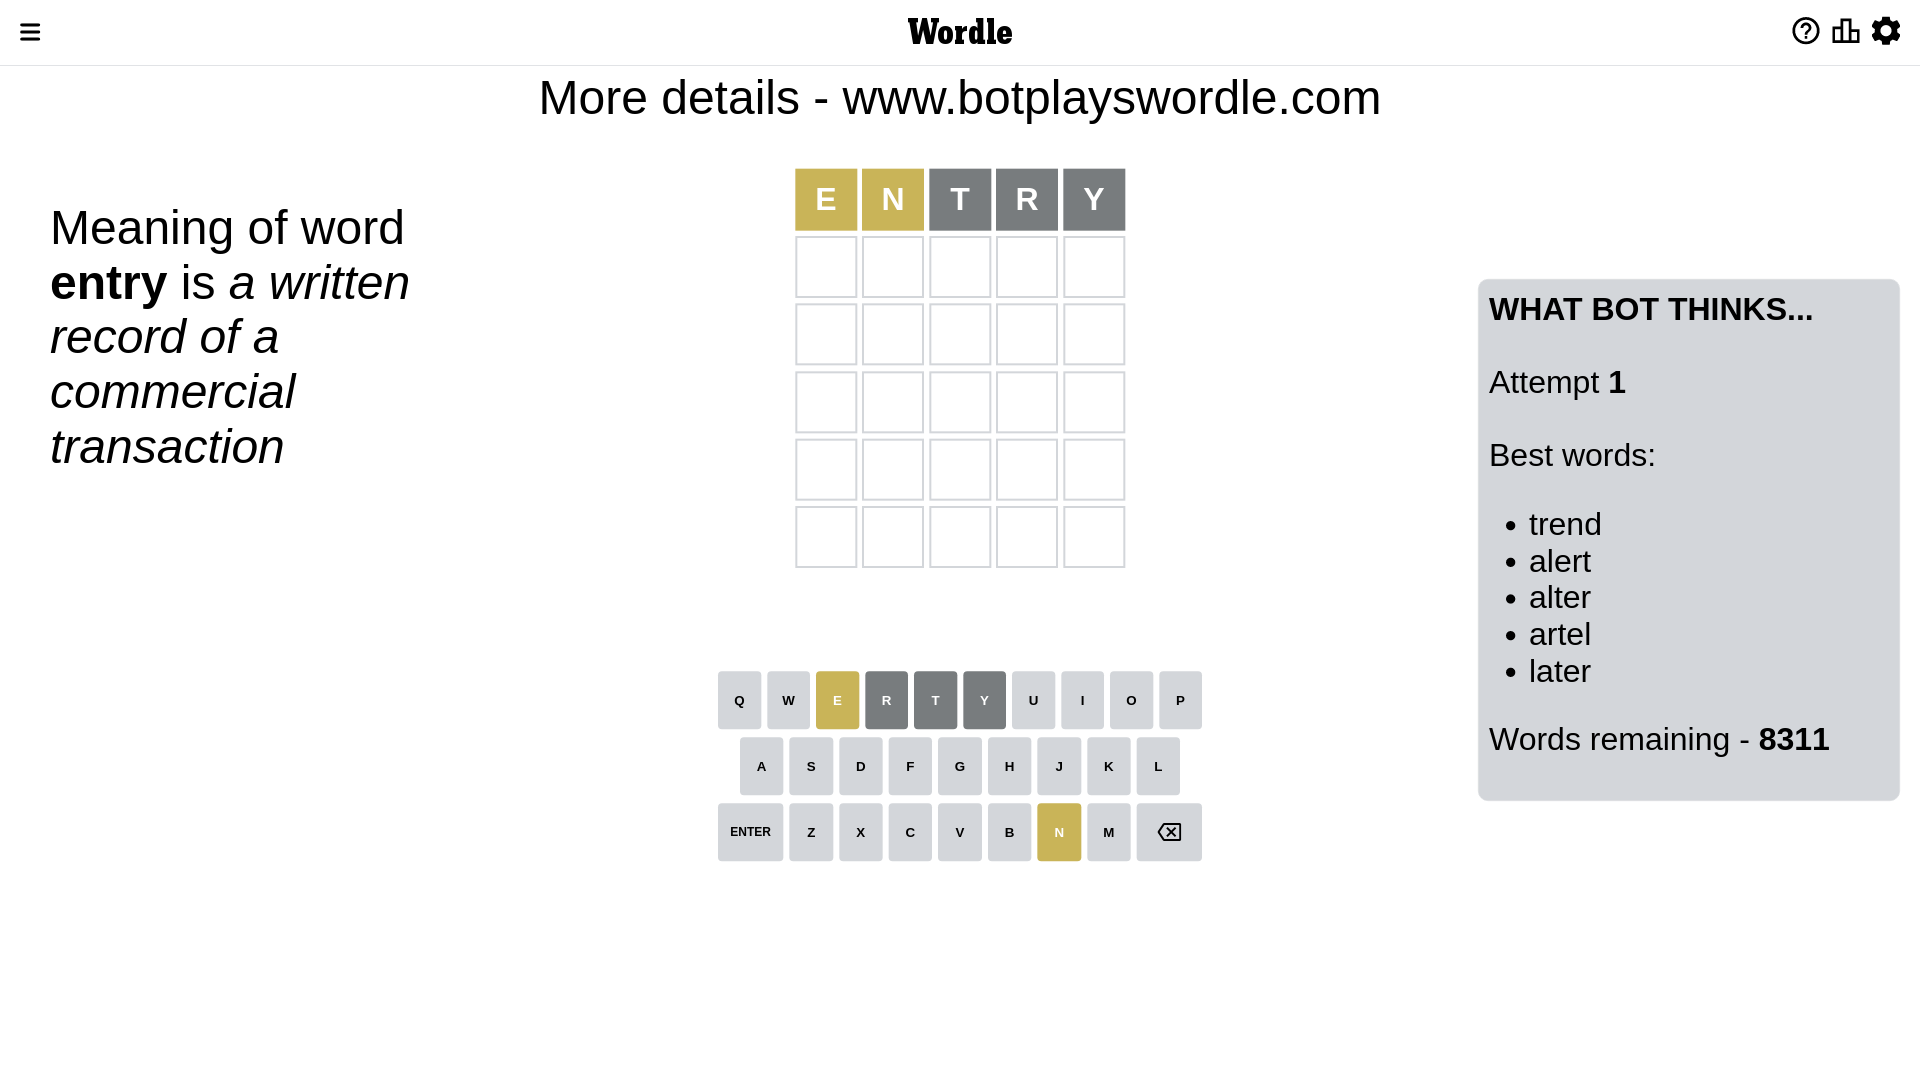 Wordle
More details - www.botplayswordle.com
Meaning of word
entry is a written
record of a
commercial
transaction
E N T R Y
WHAT BOT THINKS...
Attempt 1
Best words:
• trend
• alert
• alter
• artel
• later
Words remaining - 8311
Q W E R T Y U I O P
A S D F G H J K L
ENTER Z X C V B N M